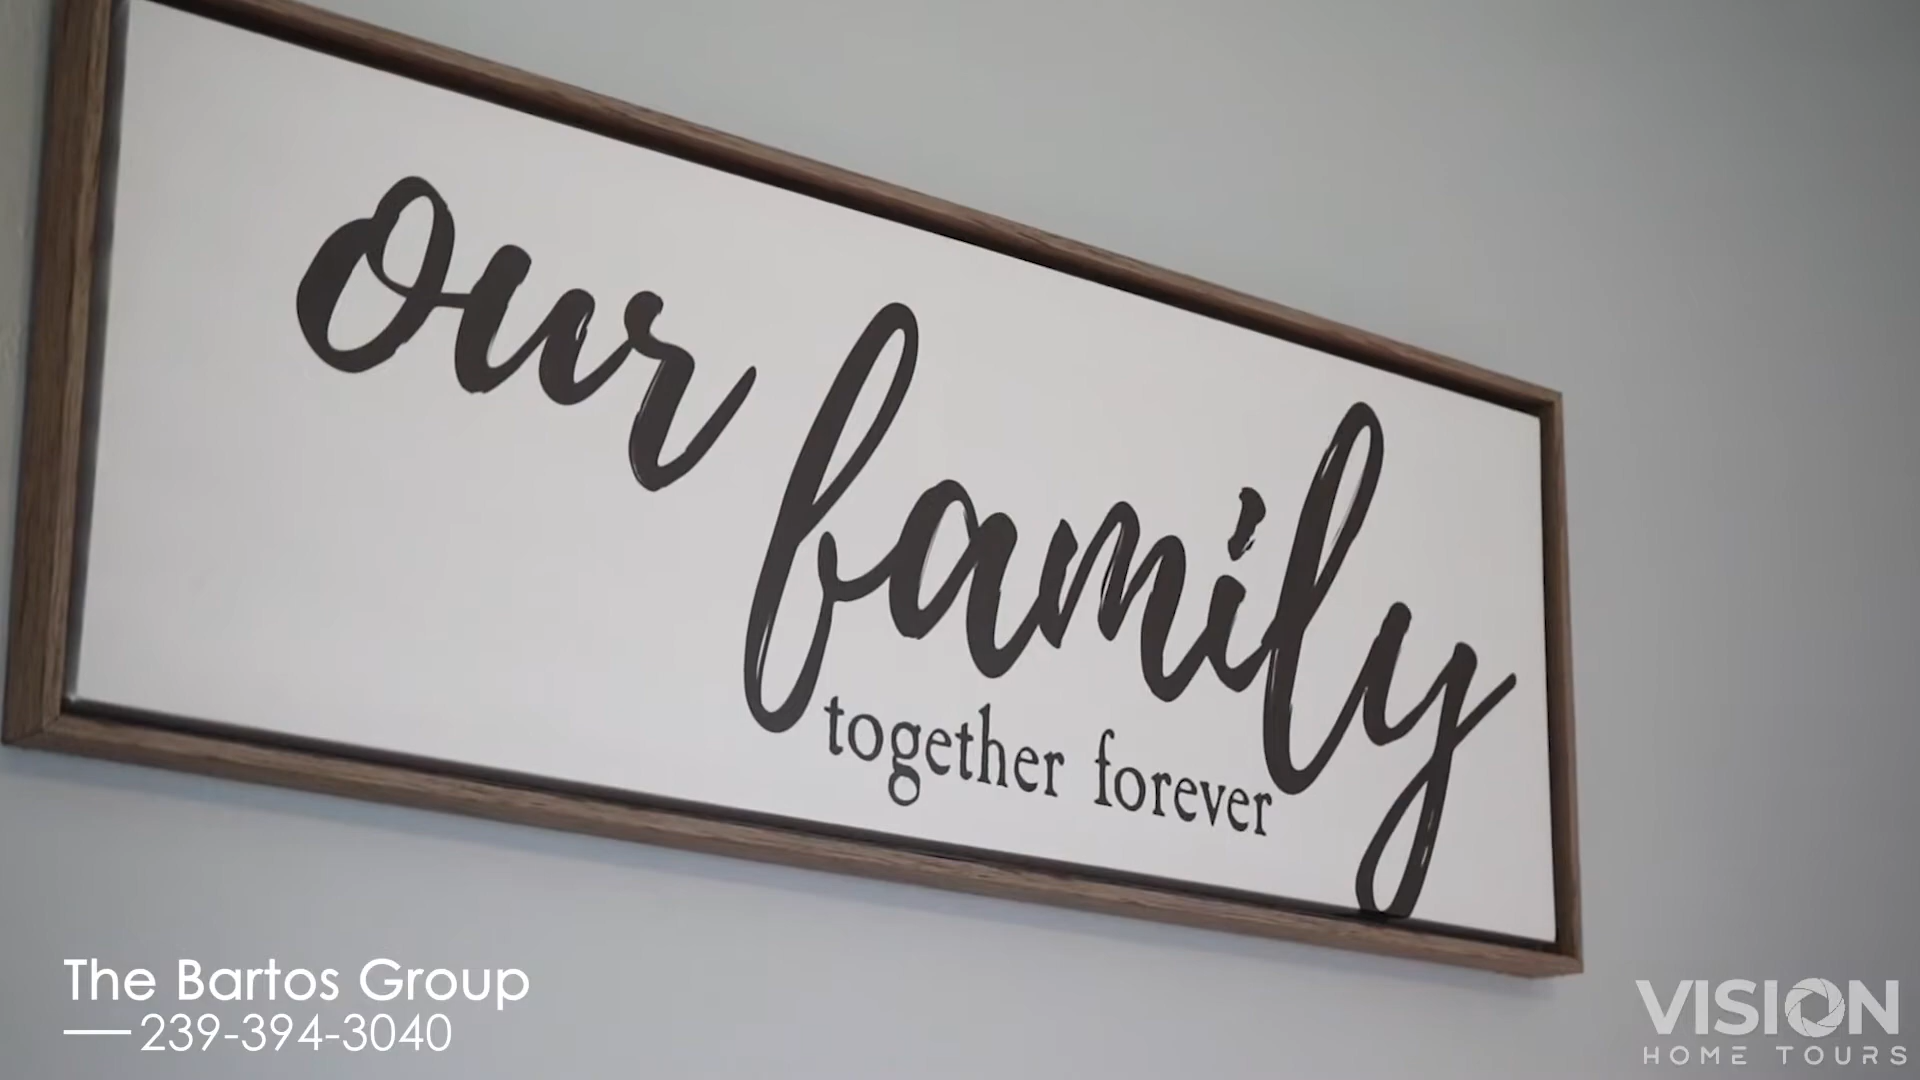 our
family
together forever
The Bartos Group
239-394-3040
VISION
HOME TOURS